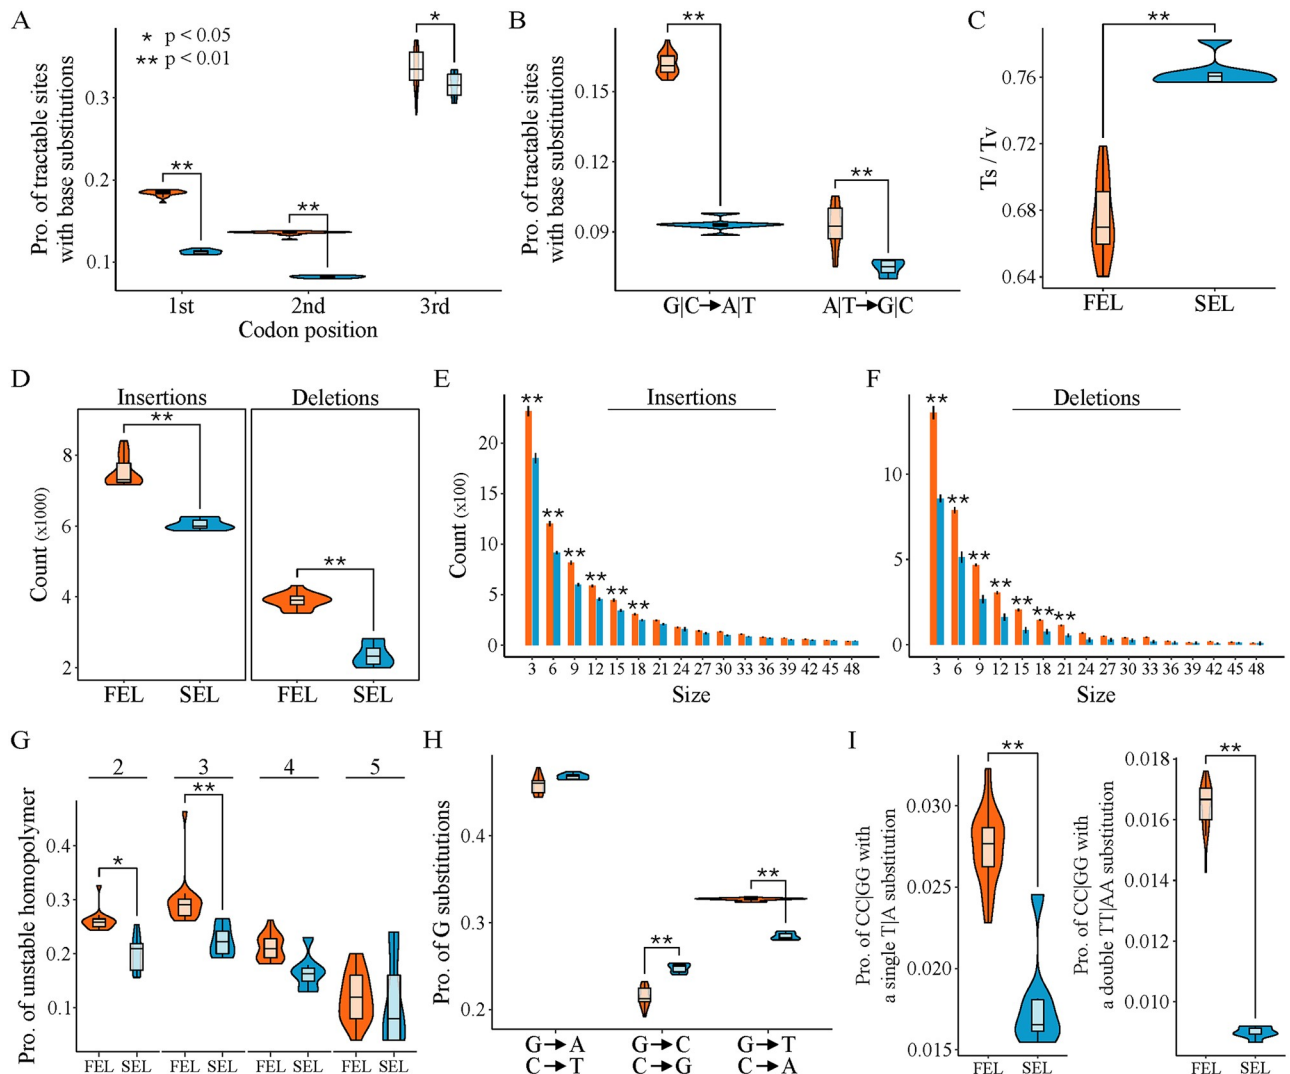 A
* p < 0.05
** p < 0.01
Pro. of tractable sites
with base substitutions
0.3
0.2
0.1
**
**
*
1st 2nd 3rd
Codon position
B
Pro. of tractable sites
with base substitutions
0.15
0.12
0.09
**
**
G|C→A|T A|T→G|C
C
Ts / Tv
0.76
0.72
0.68
0.64
**
FEL SEL
D
Insertions Deletions
Count (x1000)
8
6
4
2
**
**
FEL SEL FEL SEL
E
Insertions
Count (x100)
20
15
10
5
0
** ** ** ** ** **
3 6 9 12 15 18 21 24 27 30 33 36 39 42 45 48
Size
F
Deletions
10
5
0
** ** ** ** ** ** **
3 6 9 12 15 18 21 24 27 30 33 36 39 42 45 48
Size
G
2 3 4 5
Pro. of unstable homopolymer
0.4
0.3
0.2
0.1
*
**
FEL SEL FEL SEL FEL SEL FEL SEL
H
Pro. of G substitutions
0.4
0.3
0.2
**
**
G→A G→C G→T
C→T C→G C→A
I
Pro. of CC|GG with
a single T|A substitution
0.030
0.025
0.020
0.015
**
FEL SEL
Pro. of CC|GG with
a double TT|AA substitution
0.018
0.016
0.014
0.012
0.010
**
FEL SEL